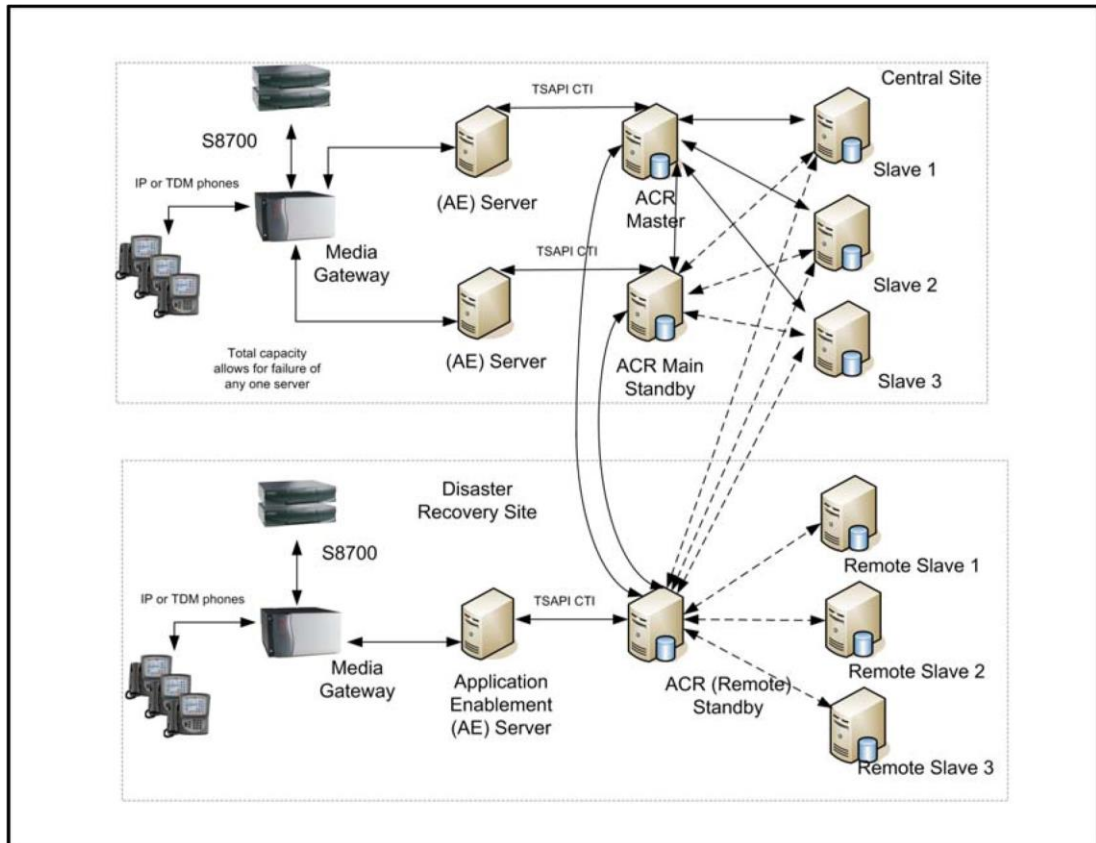 Central Site
TSAPI CTI
S8700
Slave 1
IP or TDM phones
(AE) Server
ACR
Master
Media
Gateway
TSAPI CTI
Slave 2
Total capacity
allows for failure of
any one server
(AE) Server
ACR Main
Standby
Slave 3
Disaster
Recovery Site
S8700
Remote Slave 1
IP or TDM phones
TSAPI CTI
Media
Gateway
Application
Enablement
(AE) Server
ACR (Remote)
Standby
Remote Slave 2
Remote Slave 3